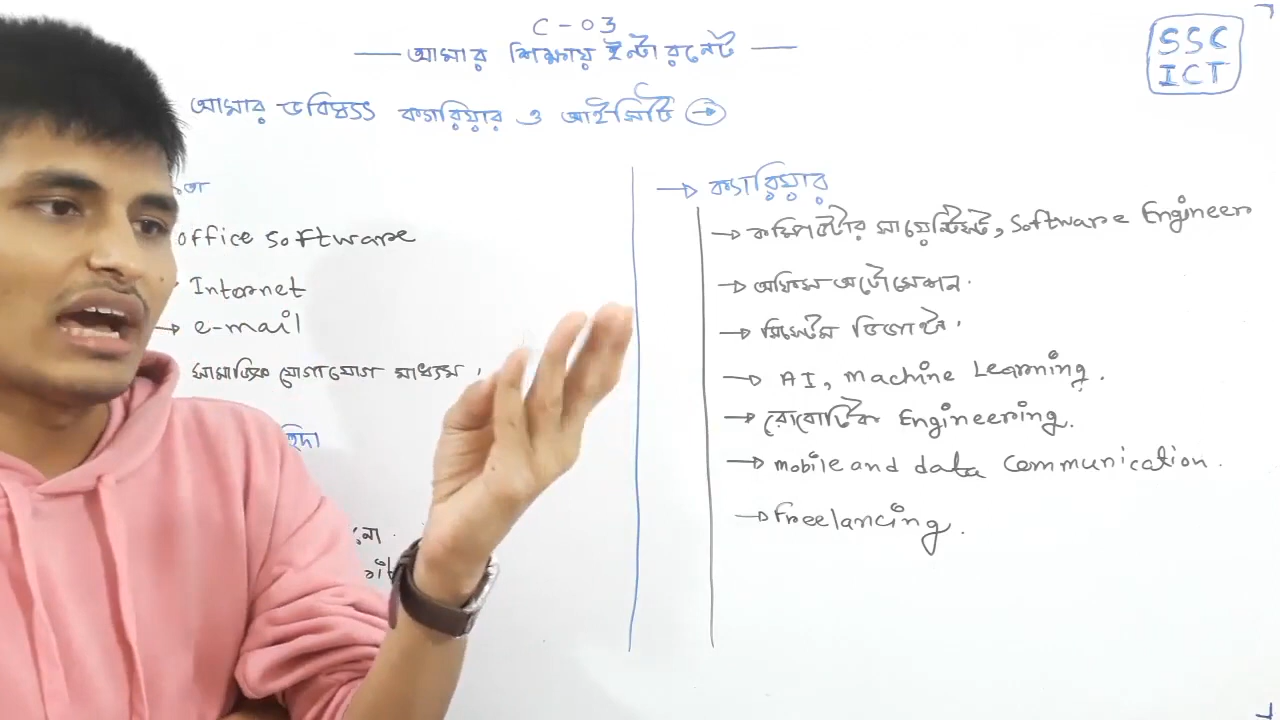 C - 03
আমার শিক্ষায় ইন্টারনেট
SSC
ICT
আমার ভবিষ্যৎ ক্যারিয়ার ও আইসিটি
office software
Internet
e-mail
সামাজিক যোগাযোগ মাধ্যম,
ক্যারিয়ার
কম্পিউটার সায়েন্টিস্ট, Software Engineer
অফিস অটোমেশন.
সিস্টেম ডিজাইন.
AI, Machine Learning.
রোবোটিক Engineering.
mobile and data communication.
freelancing.